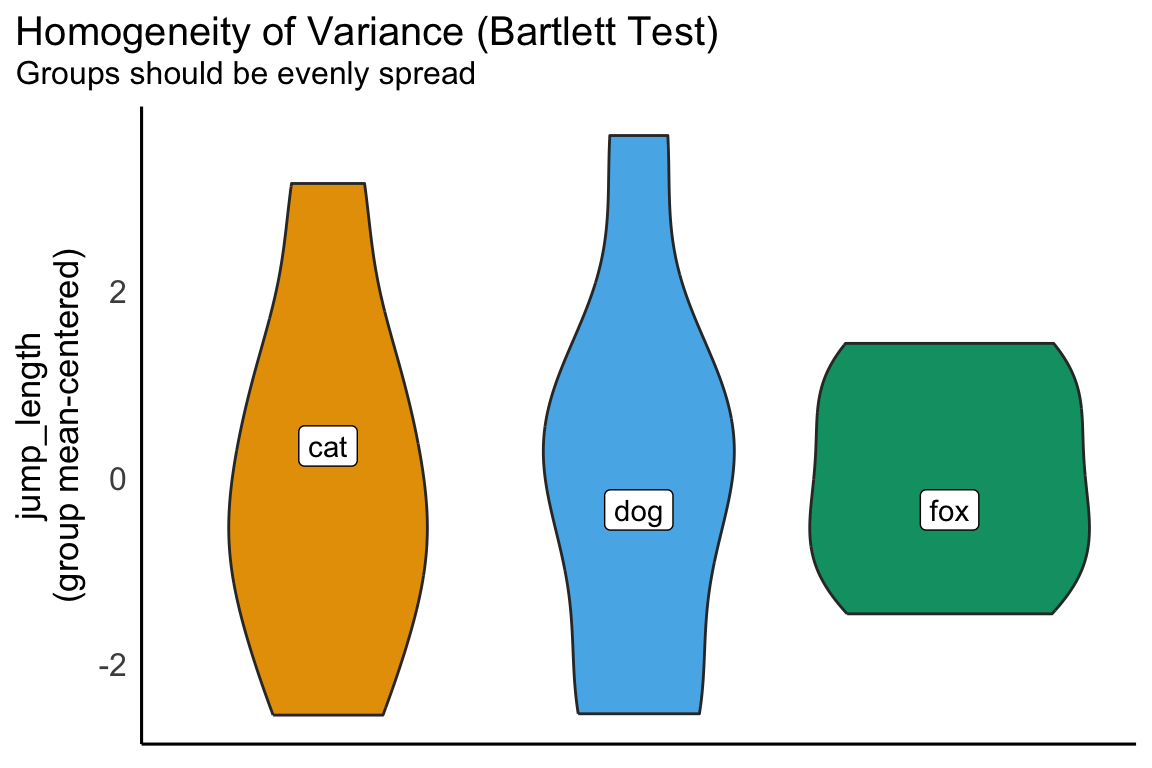 Homogeneity of Variance (Bartlett Test)
Groups should be evenly spread
jump_length
(group mean-centered)
2
0
-2
cat
dog
fox